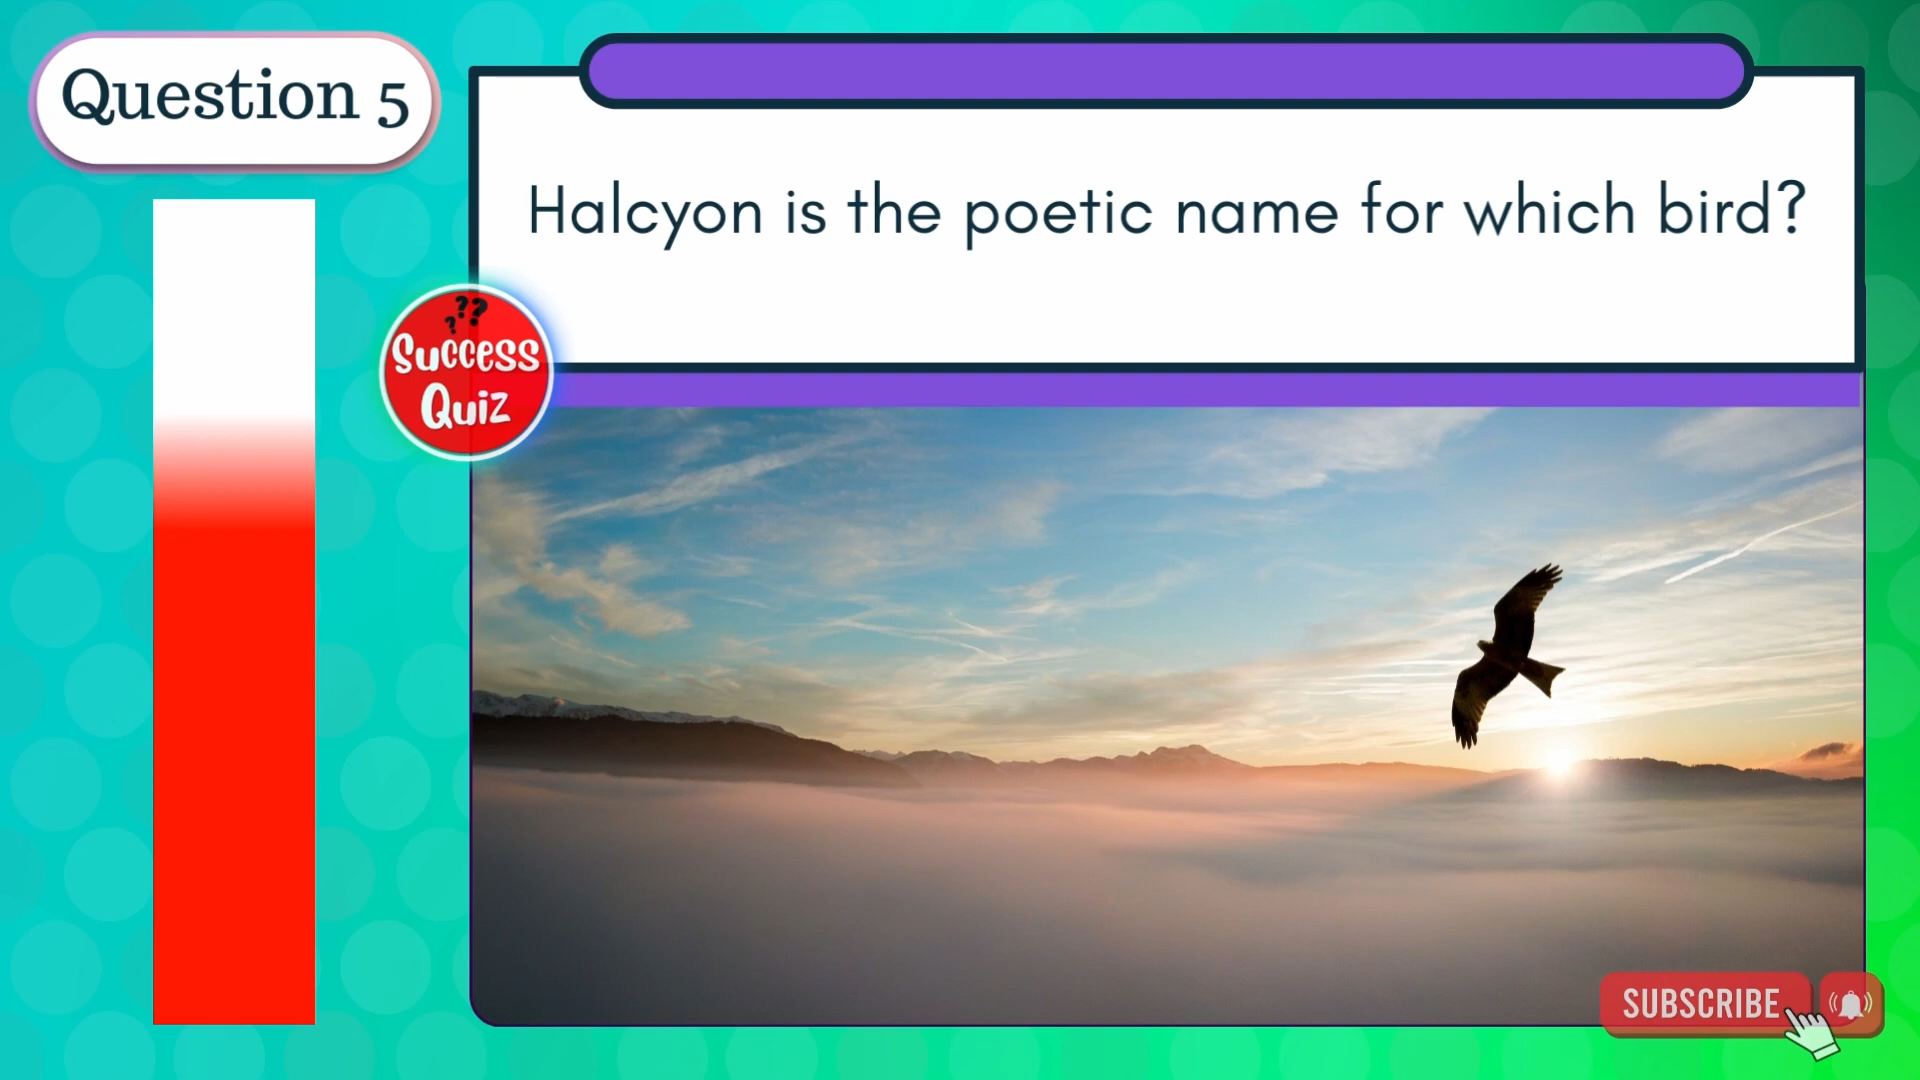 Question 5
Halcyon is the poetic name for which bird?
???
Success
Quiz
SUBSCRIBE